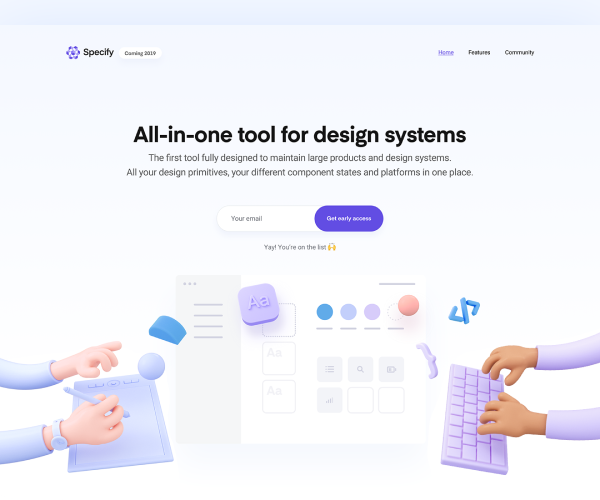 Specify
Coming 2019
Home
Features
Community
All-in-one tool for design systems
The first tool fully designed to maintain large products and design systems.
All your design primitives, your different component states and platforms in one place.
Your email
Get early access
Yay! You're on the list 🙌
Aa
Aa
Aa